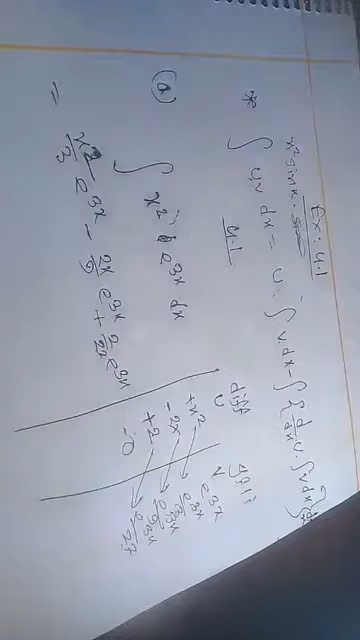 Ex: 4.1
x² sin x.
* ∫ uv dx = u. ∫ v dx - ∫ { d/dx u. ∫ v dx } dx
4.1
(a) ∫ x² e^3x dx
= x²/3 e^3x - 2x/9 e^3x + 2/27 e^3x
diff
u v
+ x² e^3x
- 2x e^3x/3
+ 2 e^3x/9
- 0 e^3x/27